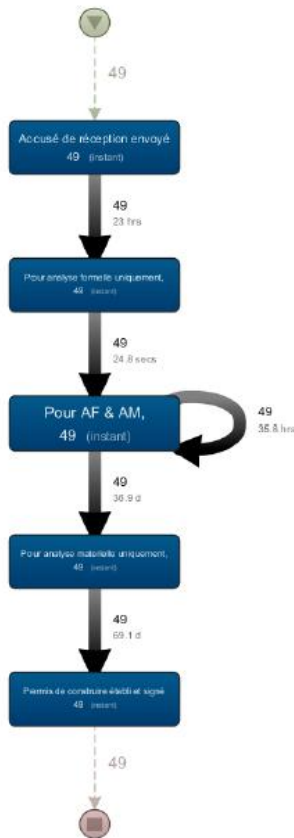 49
Accusé de réception envoyé
49 (instant)
49
23 hrs
Pour analyse formelle uniquement,
49 (instant)
49
24.8 secs
Pour AF & AM,
49 (instant)
49
35.8 hrs
49
36.9 d
Pour analyse materielle uniquement,
49 (instant)
49
69.1 d
Permis de construire établi et signé
49 (instant)
49